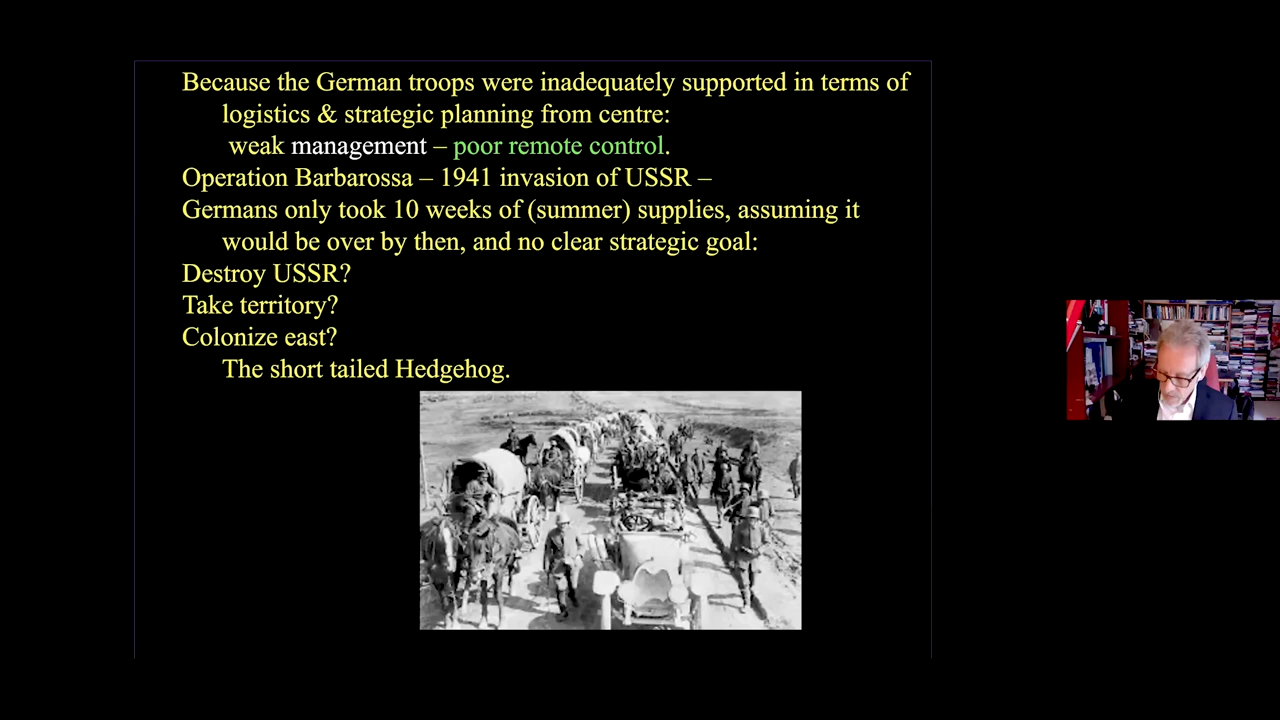 Because the German troops were inadequately supported in terms of
logistics & strategic planning from centre:
weak management – poor remote control.
Operation Barbarossa – 1941 invasion of USSR –
Germans only took 10 weeks of (summer) supplies, assuming it
would be over by then, and no clear strategic goal:
Destroy USSR?
Take territory?
Colonize east?
The short tailed Hedgehog.